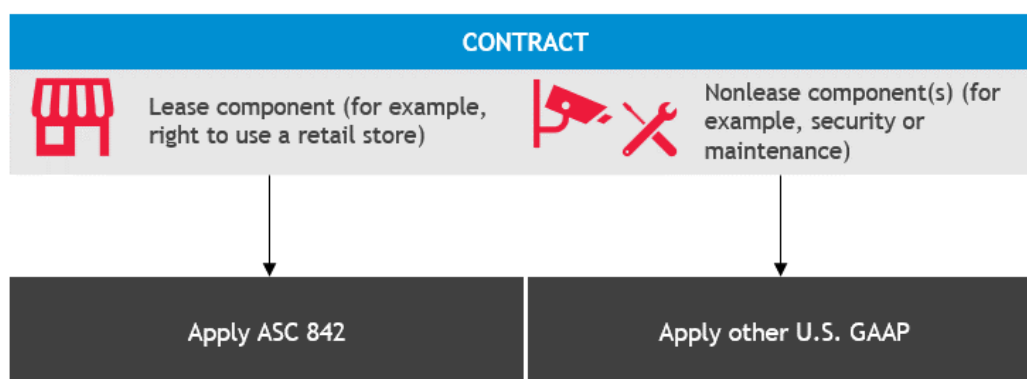 CONTRACT
Lease component (for example,
right to use a retail store)
Nonlease component(s) (for
example, security or
maintenance)
Apply ASC 842
Apply other U.S. GAAP